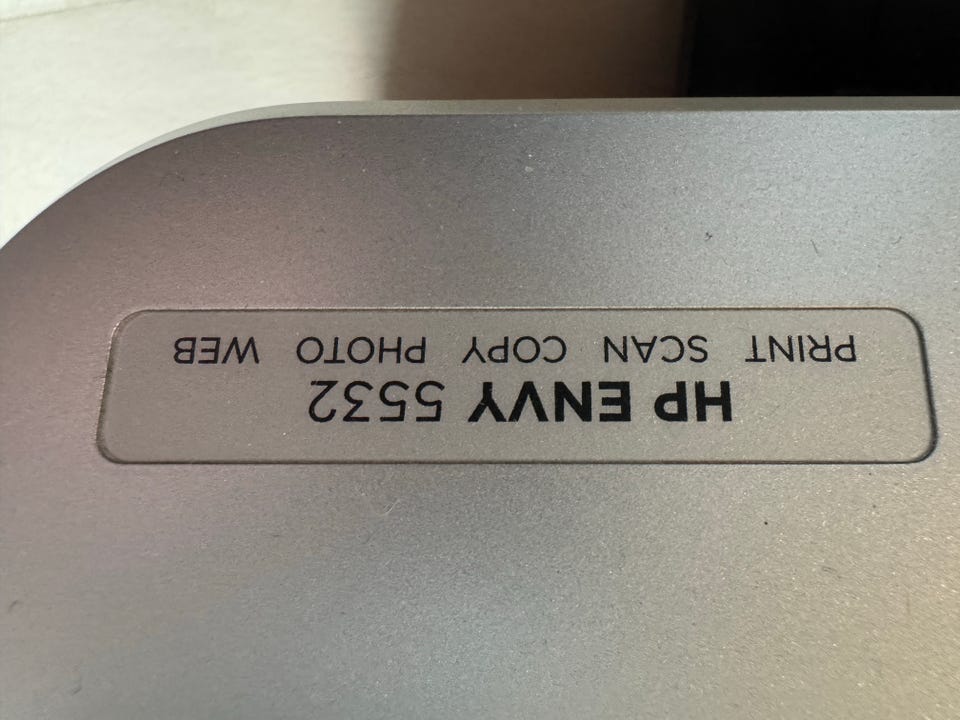 HP ENVY 5532
PRINT SCAN COPY PHOTO WEB